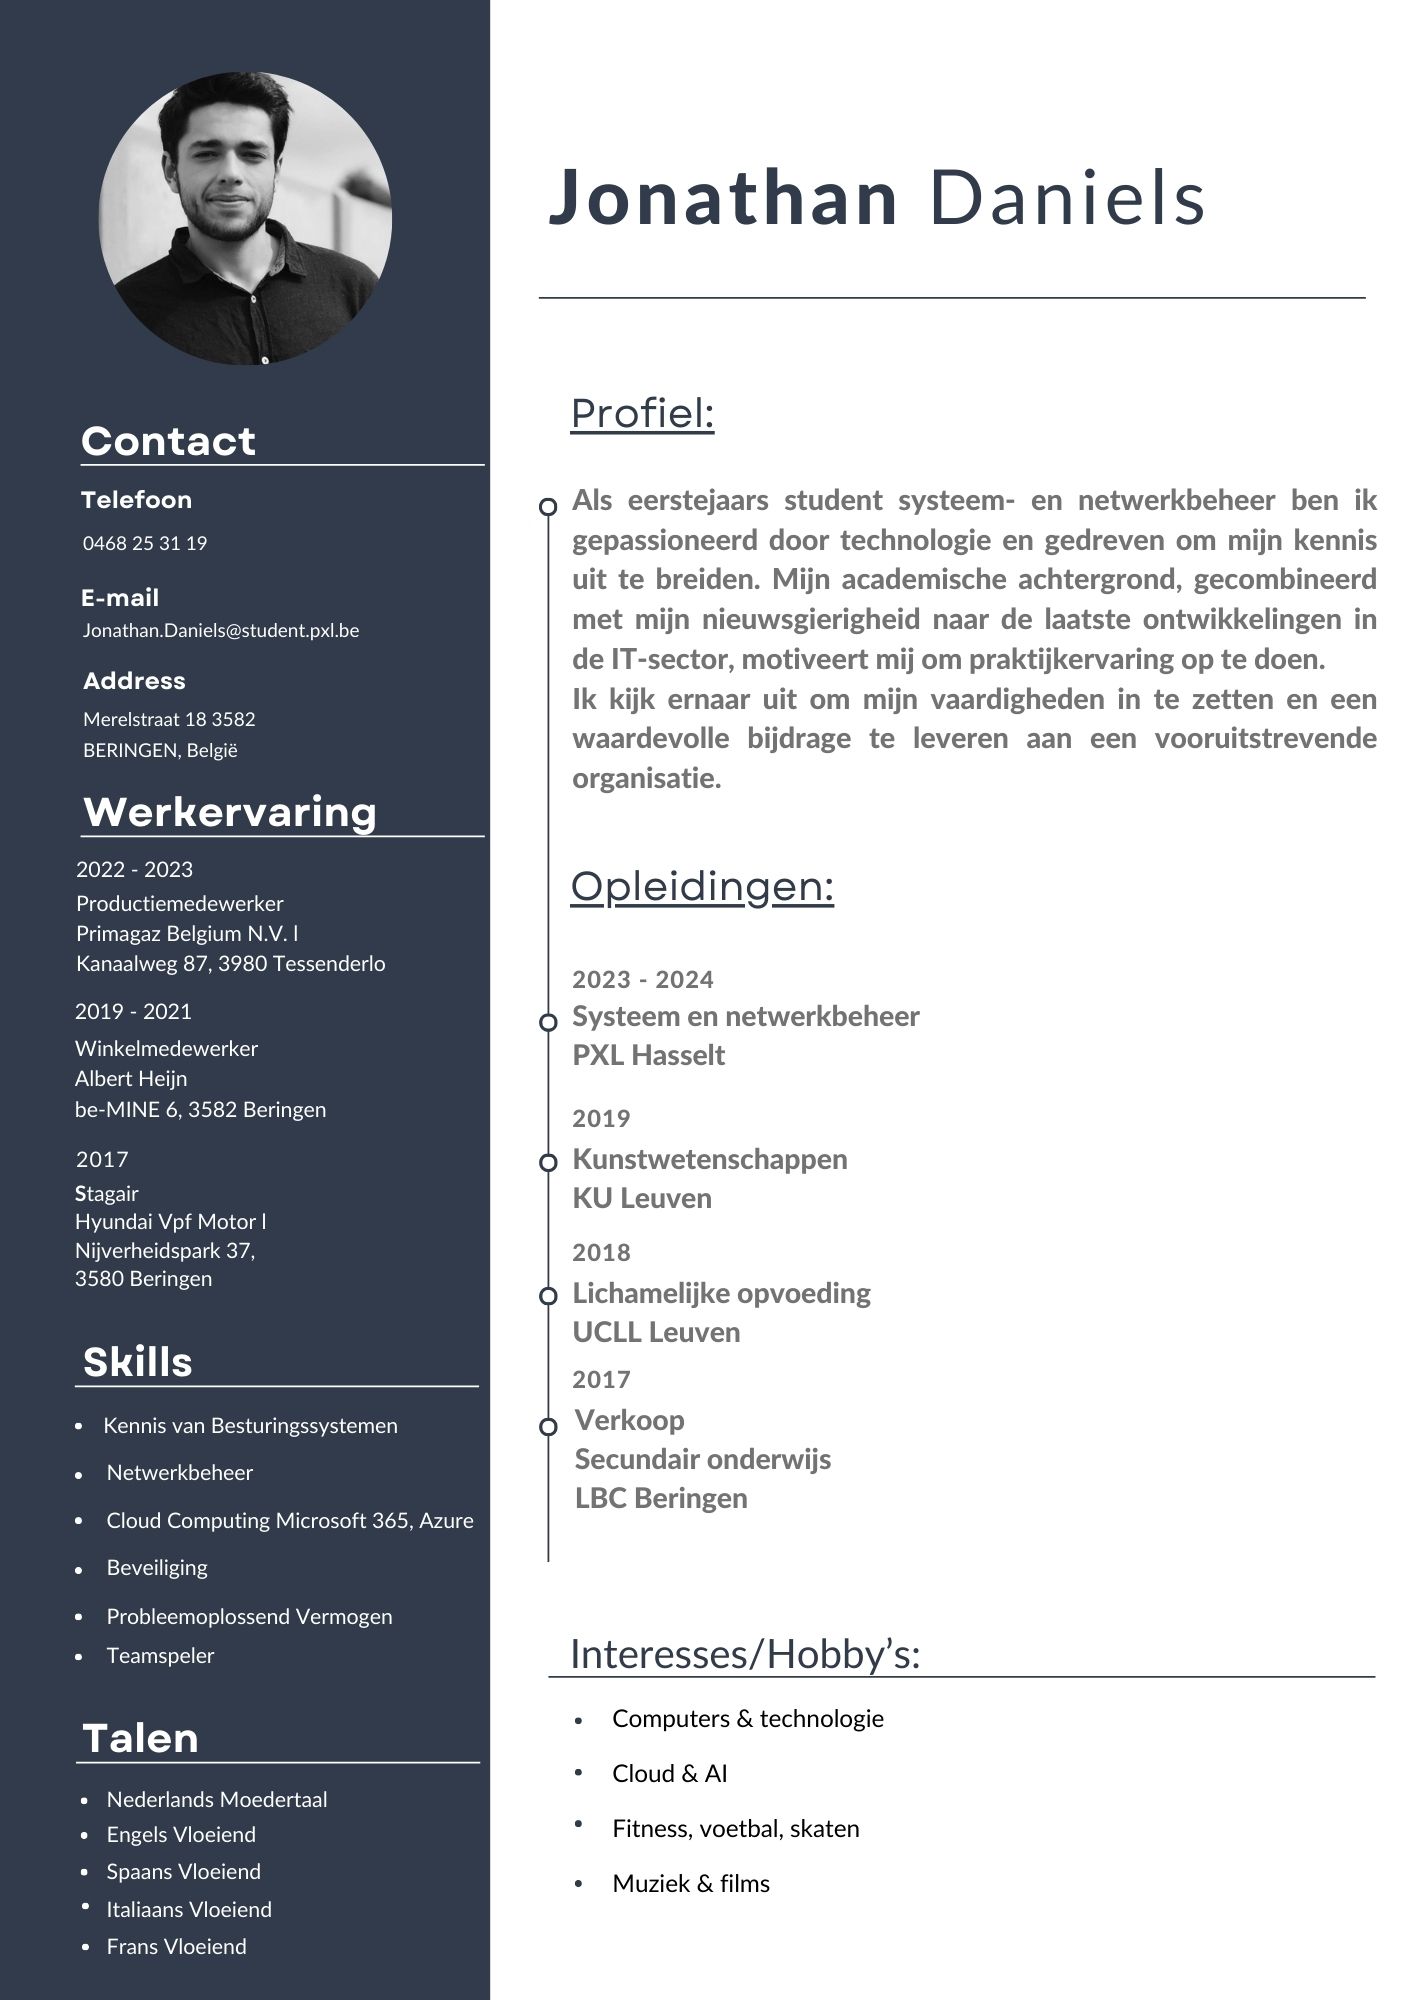 Jonathan Daniels
Contact
Telefoon
0468 25 31 19
E-mail
Jonathan.Daniels@student.pxl.be
Address
Merelstraat 18 3582
BERINGEN, België
Werkervaring
2022 - 2023
Productiemedewerker
Primagaz Belgium N.V. l
Kanaalweg 87, 3980 Tessenderlo
2019 - 2021
Winkelmedewerker
Albert Heijn
be-MINE 6, 3582 Beringen
2017
Stagair
Hyundai Vpf Motor l
Nijverheidspark 37,
3580 Beringen
Skills
• Kennis van Besturingssystemen
• Netwerkbeheer
• Cloud Computing Microsoft 365, Azure
• Beveiliging
• Probleemoplossend Vermogen
• Teamspeler
Talen
• Nederlands Moedertaal
• Engels Vloeiend
• Spaans Vloeiend
• Italiaans Vloeiend
• Frans Vloeiend
Profiel:
Als eerstejaars student systeem- en netwerkbeheer ben ik
gepassioneerd door technologie en gedreven om mijn kennis
uit te breiden. Mijn academische achtergrond, gecombineerd
met mijn nieuwsgierigheid naar de laatste ontwikkelingen in
de IT-sector, motiveert mij om praktijkervaring op te doen.
Ik kijk ernaar uit om mijn vaardigheden in te zetten en een
waardevolle bijdrage te leveren aan een vooruitstrevende
organisatie.
Opleidingen:
2023 - 2024
Systeem en netwerkbeheer
PXL Hasselt
2019
Kunstwetenschappen
KU Leuven
2018
Lichamelijke opvoeding
UCLL Leuven
2017
Verkoop
Secundair onderwijs
LBC Beringen
Interesses/Hobby’s:
• Computers & technologie
• Cloud & AI
• Fitness, voetbal, skaten
• Muziek & films